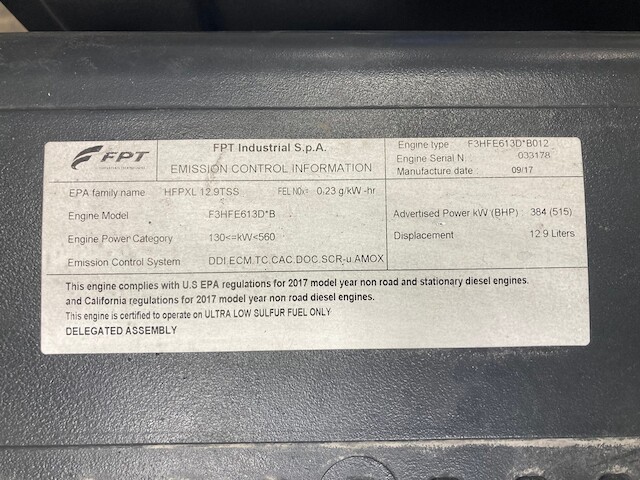 FPT
FPT Industrial S.p.A.
EMISSION CONTROL INFORMATION
Engine type F3HFE613D*B012
Engine Serial N. 033178
Manufacture date 09/17
EPA family name HFPXL 12.9TSS FEL NOx= 0.23 g/kW-hr
Engine Model F3HFE613D*B
Engine Power Category 130<=kW<560
Emission Control System DDI.ECM.TC.CAC.DOC.SCR-u.AMOX
Advertised Power kW (BHP) 384 (515)
Displacement 12.9 Liters
This engine complies with U.S EPA regulations for 2017 model year non road and stationary diesel engines.
and California regulations for 2017 model year non road diesel engines.
This engine is certified to operate on ULTRA LOW SULFUR FUEL ONLY
DELEGATED ASSEMBLY